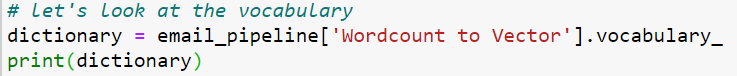 # let's look at the vocabulary
dictionary = email_pipeline['Wordcount to Vector'].vocabulary_
print(dictionary)